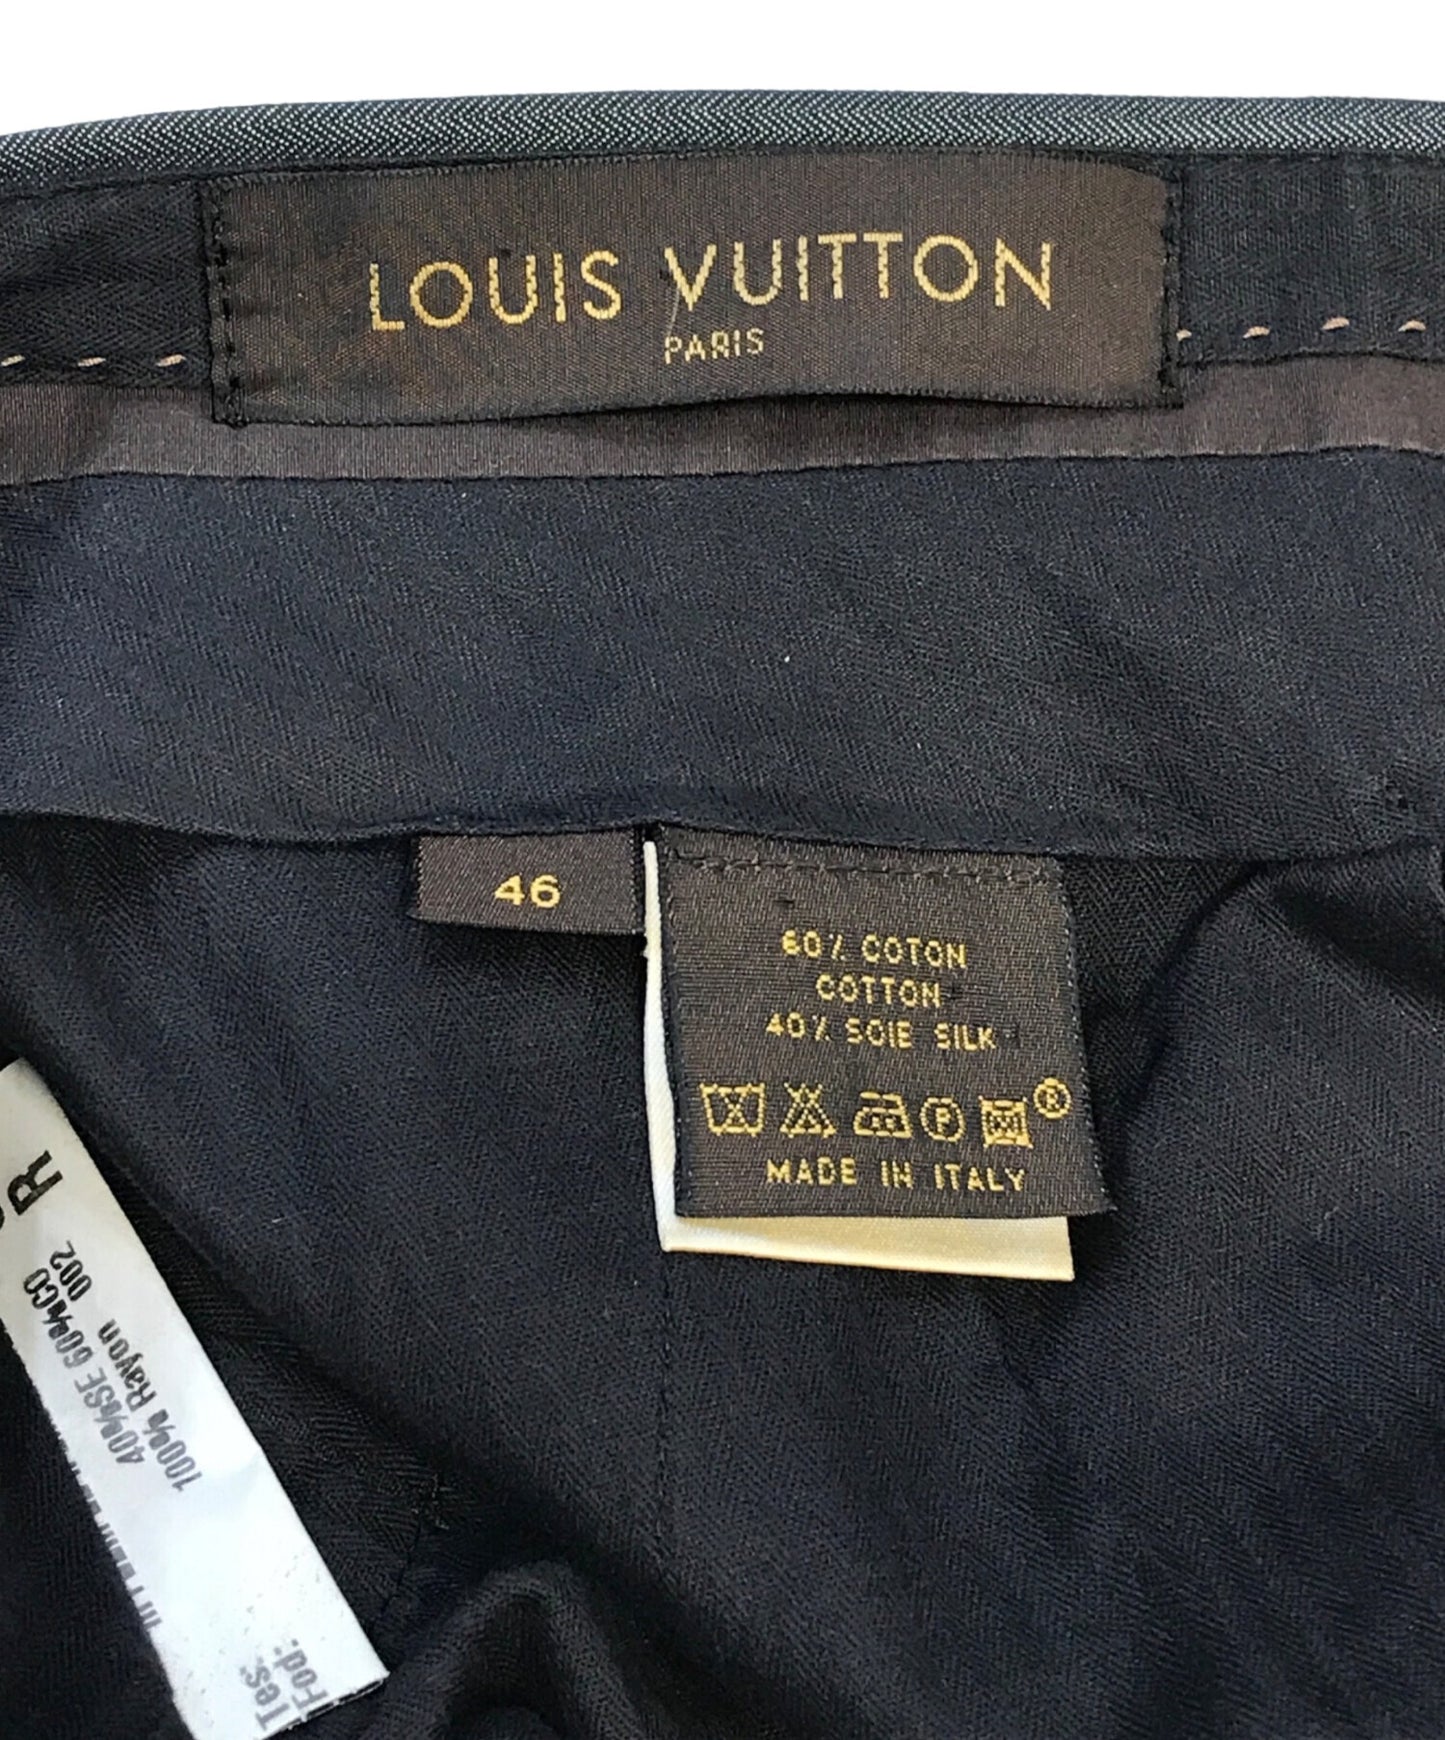 LOUIS VUITTON
PARIS
46
60% COTON
COTTON
40% SOIE SILK
P
®
MADE IN ITALY
R
002
40%SE 60%CO
100% Rayon
Tes:
Fod: